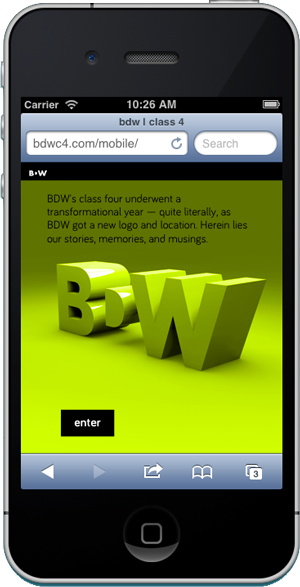 Carrier 10:26 AM
bdw I class 4
bdwc4.com/mobile/ Search
B•W
BDW's class four underwent a
transformational year — quite literally, as
BDW got a new logo and location. Herein lies
our stories, memories, and musings.
BDW
enter
3